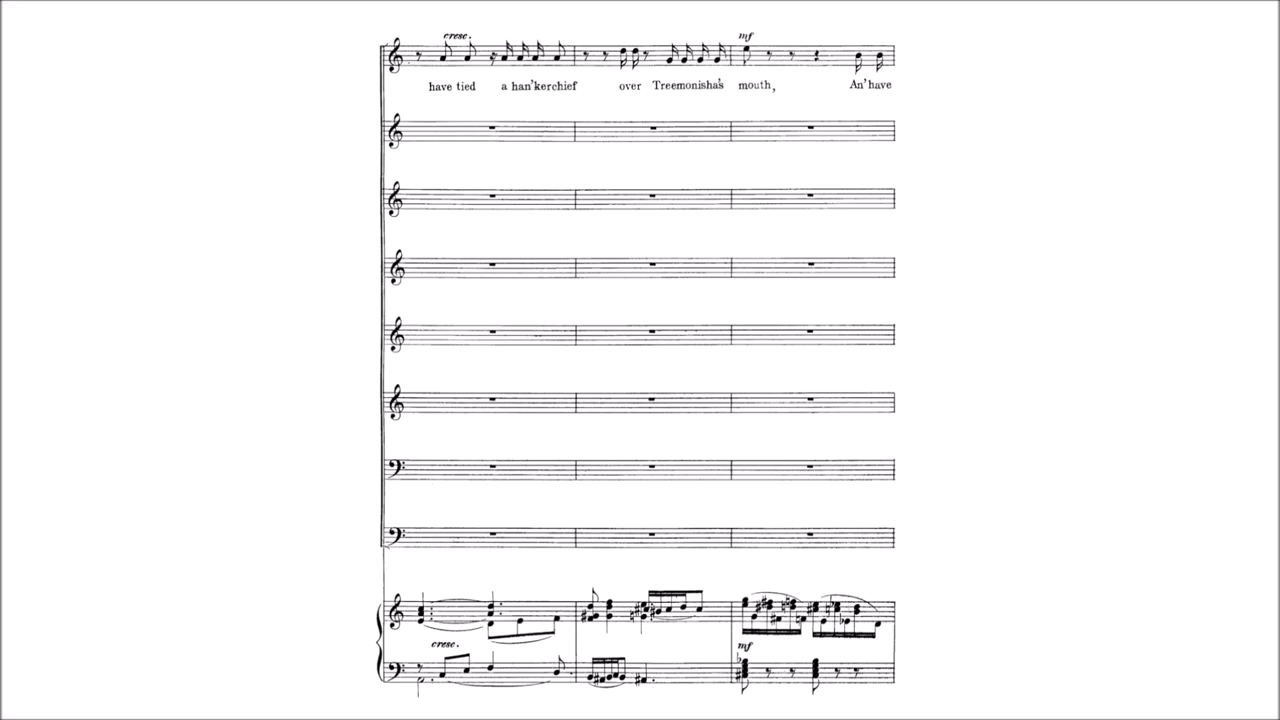 cresc. mf
have tied a han'kerchief over Treemonisha's mouth, An' have
cresc. mf